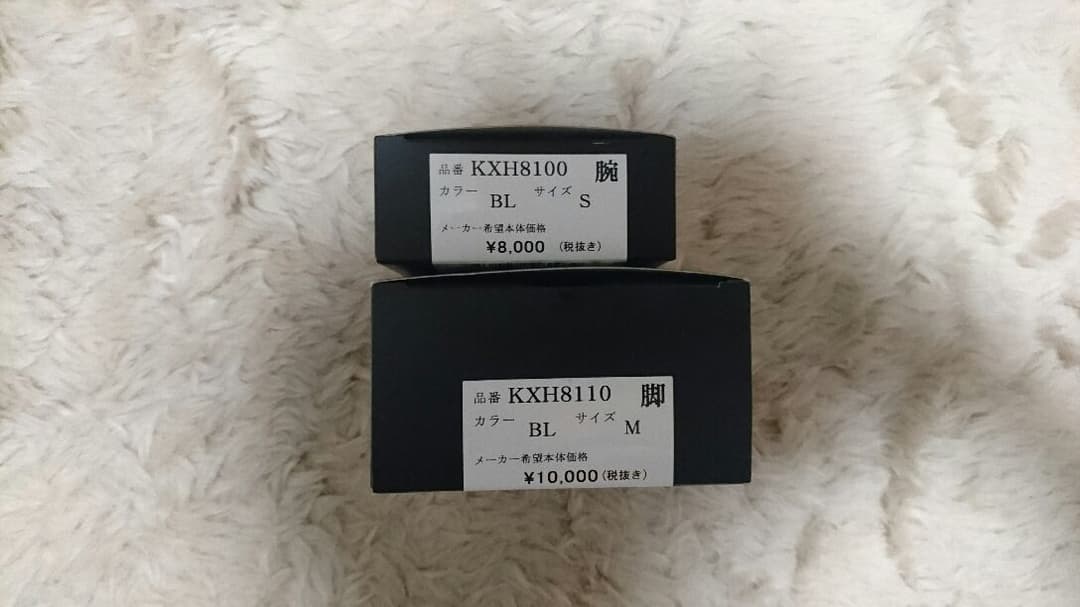 品番 KXH8100 腕
カラー BL サイズ S
メーカー希望本体価格
¥8,000 (税抜き)
品番 KXH8110 脚
カラー BL サイズ M
メーカー希望本体価格
¥10,000 (税抜き)